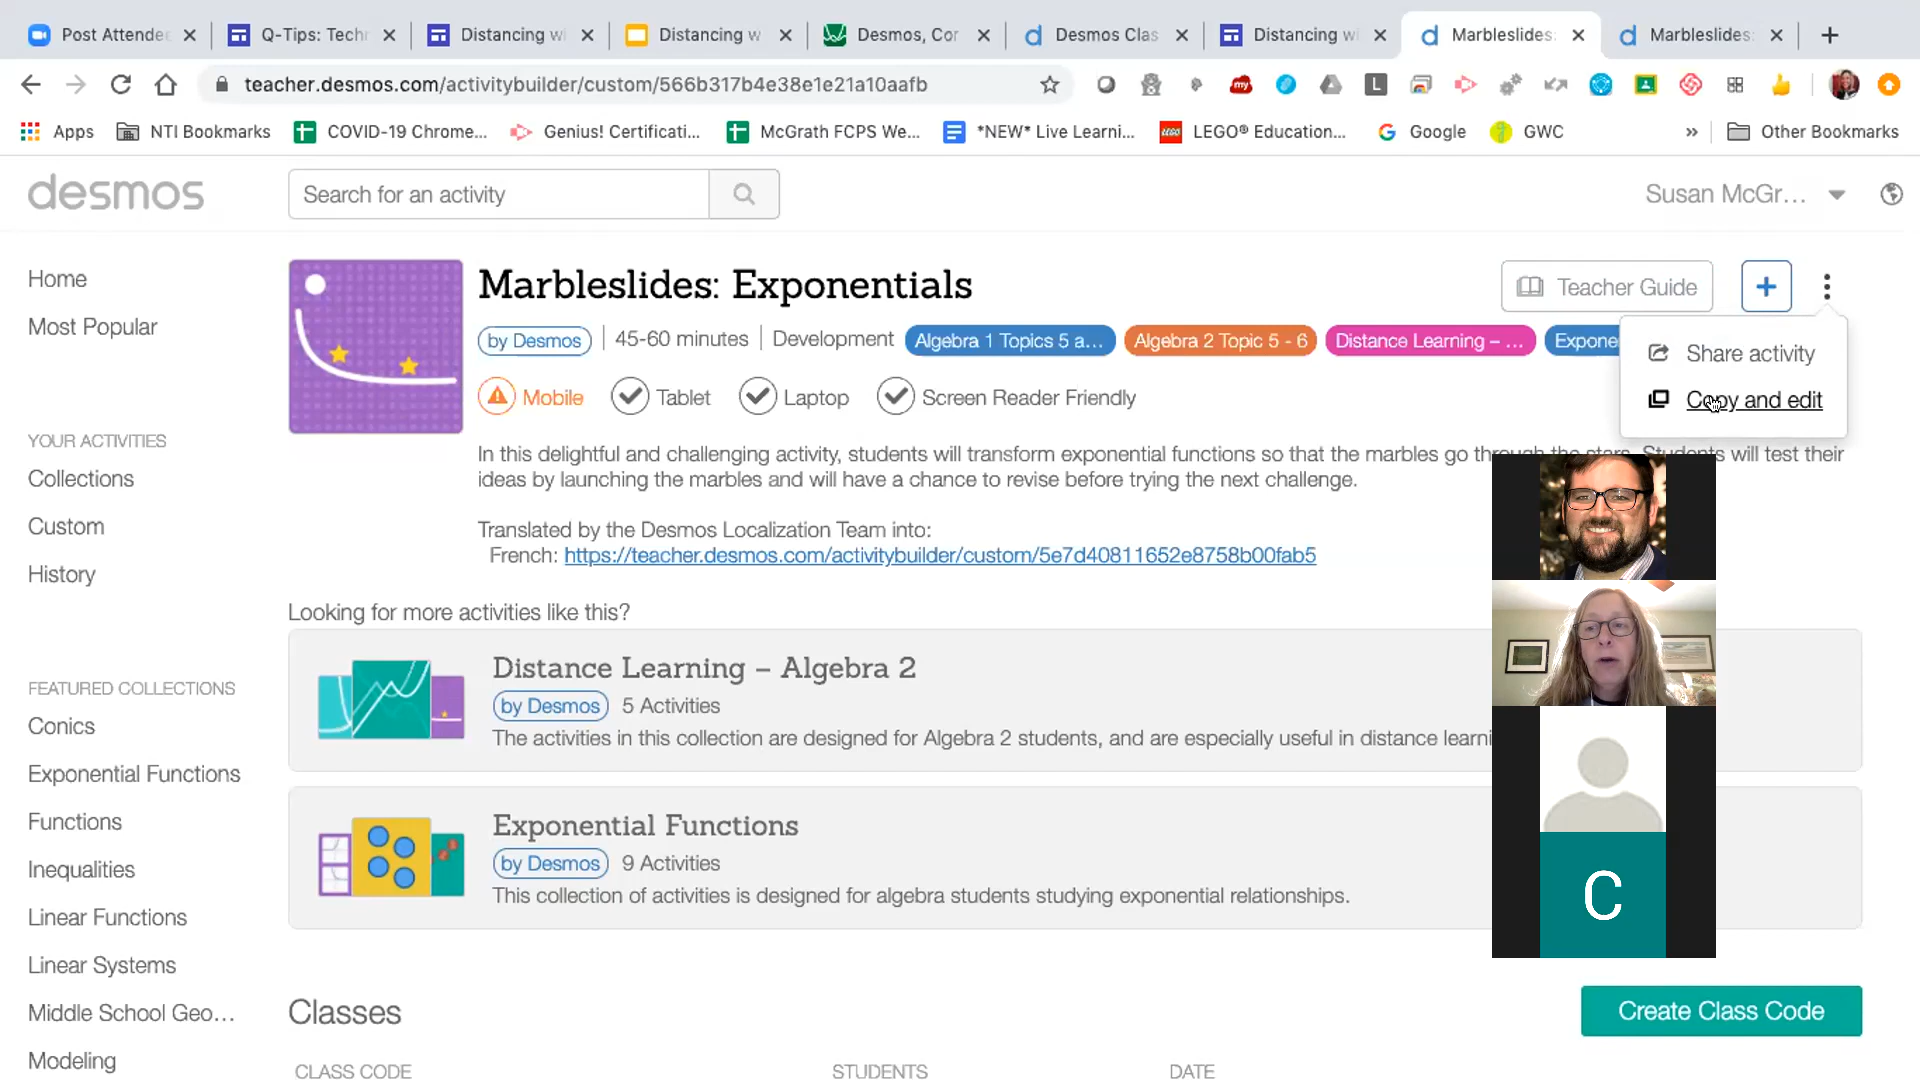 Post Attendee
Q-Tips: Techn
Distancing wi
Distancing w
Desmos, Cor
Desmos Clas
Distancing wi
Marbleslides:
Marbleslides:
teacher.desmos.com/activitybuilder/custom/566b317b4e38e1e21a10aafb
Apps
NTI Bookmarks
COVID-19 Chrome...
Genius! Certificati...
McGrath FCPS We...
*NEW* Live Learni...
LEGO® Education...
Google
GWC
»
Other Bookmarks
desmos
Search for an activity
Susan McGr...
Home
Most Popular
YOUR ACTIVITIES
Collections
Custom
History
FEATURED COLLECTIONS
Conics
Exponential Functions
Functions
Inequalities
Linear Functions
Linear Systems
Middle School Geo...
Modeling
Marbleslides: Exponentials
Teacher Guide
+
by Desmos
45-60 minutes
Development
Algebra 1 Topics 5 a...
Algebra 2 Topic 5 - 6
Distance Learning – ...
Expone
Share activity
Copy and edit
Mobile
Tablet
Laptop
Screen Reader Friendly
In this delightful and challenging activity, students will transform exponential functions so that the marbles go through the stars. Students will test their
ideas by launching the marbles and will have a chance to revise before trying the next challenge.
Translated by the Desmos Localization Team into:
French: https://teacher.desmos.com/activitybuilder/custom/5e7d40811652e8758b00fab5
Looking for more activities like this?
Distance Learning – Algebra 2
by Desmos
5 Activities
The activities in this collection are designed for Algebra 2 students, and are especially useful in distance learni
Exponential Functions
by Desmos
9 Activities
This collection of activities is designed for algebra students studying exponential relationships.
C
Classes
Create Class Code
CLASS CODE
STUDENTS
DATE